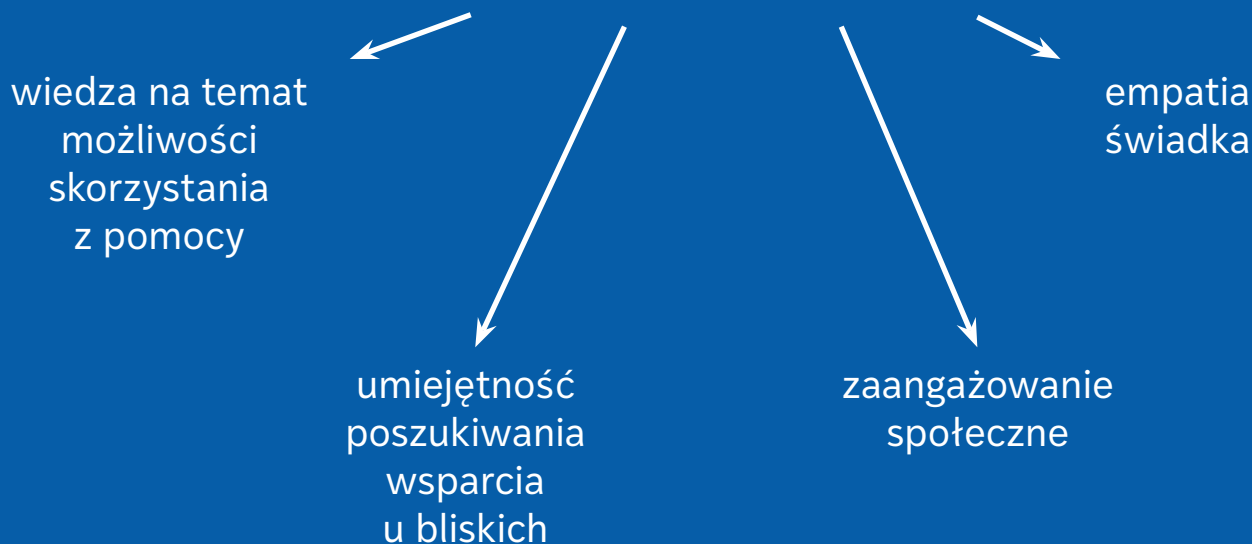 wiedza na temat
możliwości
skorzystania
z pomocy
umiejętność
poszukiwania
wsparcia
u bliskich
zaangażowanie
społeczne
empatia
świadka